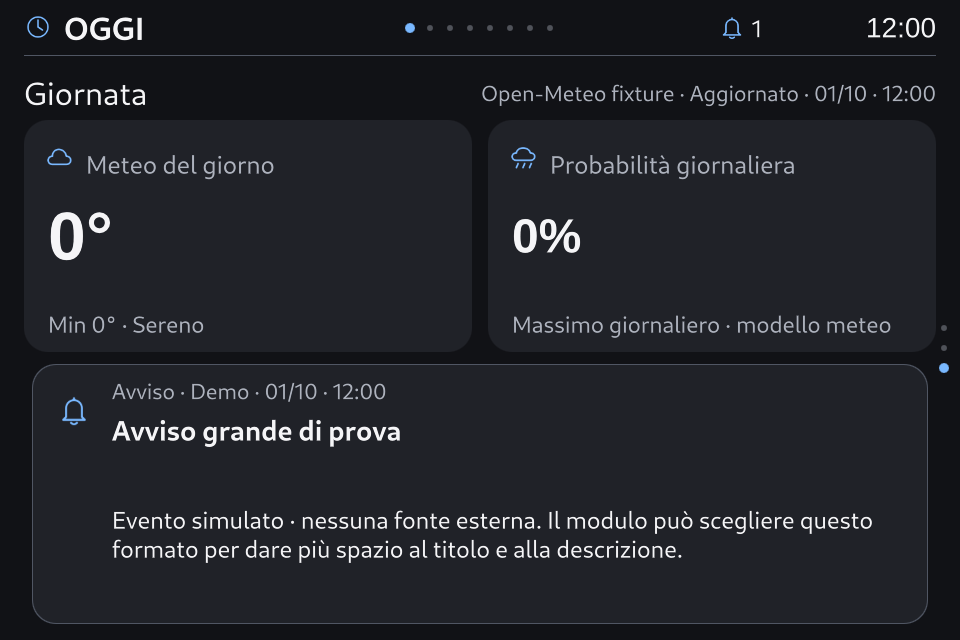 OGGI
1
12:00
Giornata
Open-Meteo fixture · Aggiornato · 01/10 · 12:00
Meteo del giorno
0°
Min 0° · Sereno
Probabilità giornaliera
0%
Massimo giornaliero · modello meteo
Avviso · Demo · 01/10 · 12:00
Avviso grande di prova
Evento simulato · nessuna fonte esterna. Il modulo può scegliere questo
formato per dare più spazio al titolo e alla descrizione.